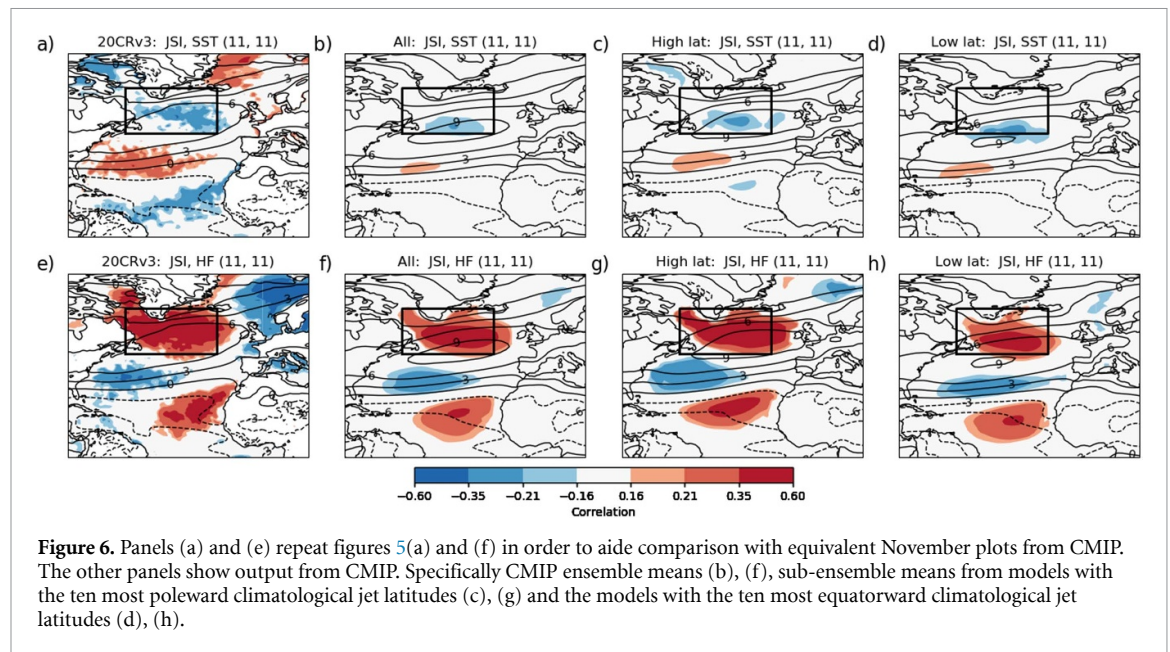 a) 20CRv3: JSI, SST (11, 11)
b) All: JSI, SST (11, 11)
c) High lat: JSI, SST (11, 11)
d) Low lat: JSI, SST (11, 11)
e) 20CRv3: JSI, HF (11, 11)
f) All: JSI, HF (11, 11)
g) High lat: JSI, HF (11, 11)
h) Low lat: JSI, HF (11, 11)
−0.60 −0.35 −0.21 −0.16 0.16 0.21 0.35 0.60
Correlation
Figure 6. Panels (a) and (e) repeat figures 5(a) and (f) in order to aide comparison with equivalent November plots from CMIP.
The other panels show output from CMIP. Specifically CMIP ensemble means (b), (f), sub-ensemble means from models with
the ten most poleward climatological jet latitudes (c), (g) and the models with the ten most equatorward climatological jet
latitudes (d), (h).